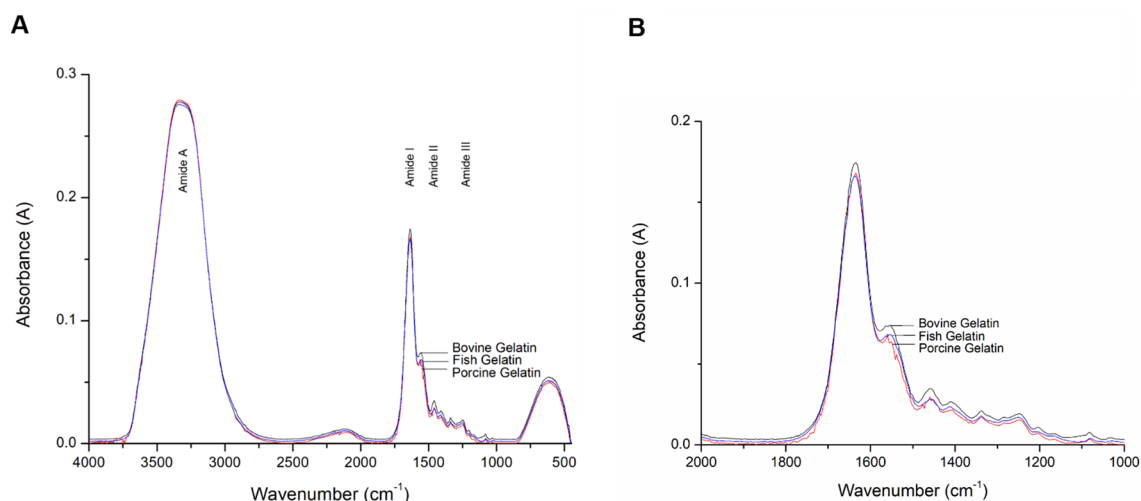 A
0.3
0.2
0.1
0.0
Absorbance (A)
Amide A
Amide I
Amide II
Amide III
Bovine Gelatin
Fish Gelatin
Porcine Gelatin
4000 3500 3000 2500 2000 1500 1000 500
Wavenumber (cm⁻¹)
B
0.2
0.1
0.0
Absorbance (A)
Bovine Gelatin
Fish Gelatin
Porcine Gelatin
2000 1800 1600 1400 1200 1000
Wavenumber (cm⁻¹)